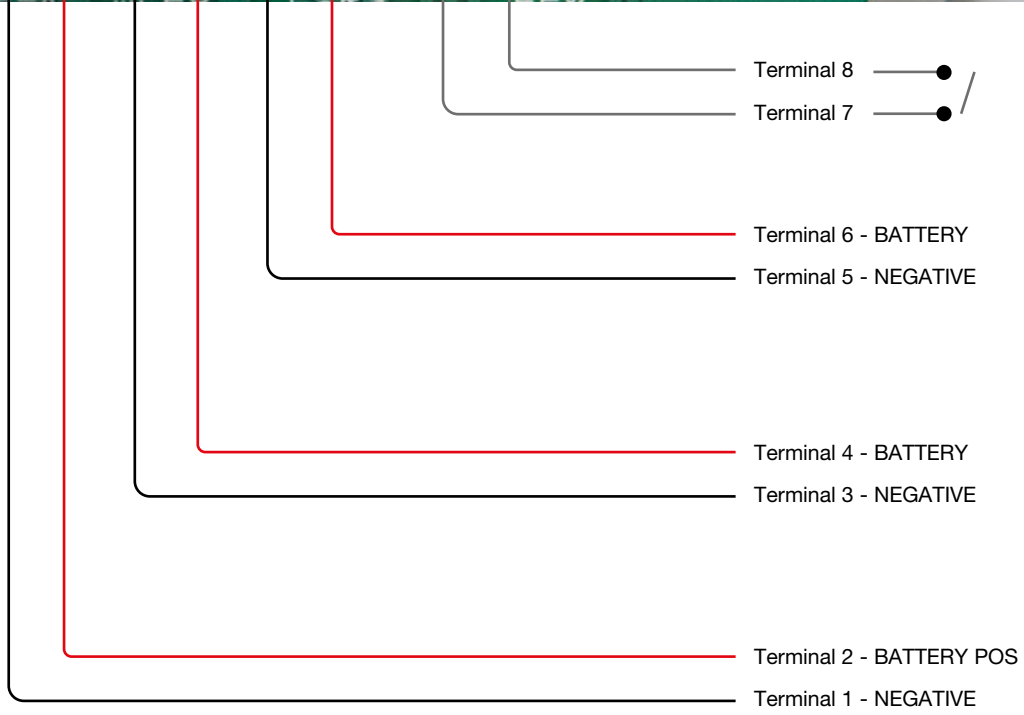 Terminal 8
Terminal 7
Terminal 6 - BATTERY
Terminal 5 - NEGATIVE
Terminal 4 - BATTERY
Terminal 3 - NEGATIVE
Terminal 2 - BATTERY POS
Terminal 1 - NEGATIVE